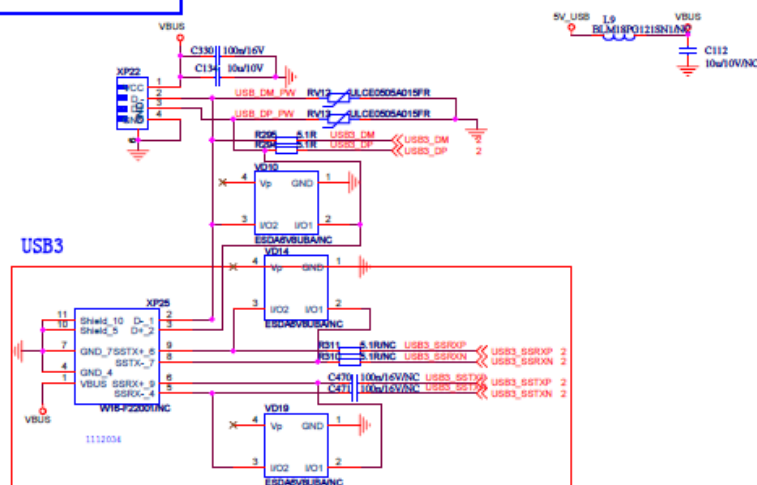 VBUS
5V_USB
L9
VBUS
BLM18PG121SN1/NC
C330 100n/16V
C134 10u/10V
C112
10u/10V/NC
XP22
VCC 1
2
3
GND 4
USB_DM_PW RV12 ULCE0505A015FR
USB_DP_PW RV13 ULCE0505A015FR
R295 5.1R USB3_DM USB3_DM 2
R294 5.1R USB3_DP USB3_DP 2
VD10
4 Vp GND 1
3 I/O2 I/O1 2
ESDA6V8UBA/NC
USB3
VD14
4 Vp GND 1
3 I/O2 I/O1 2
ESDA6V8UBA/NC
XP25
11 Shield_10 D-_1 2
10 Shield_5 D+_2 3
7 GND_7 SSTX+_6 9
SSTX-_7 8
4 GND_4
1 VBUS SSRX+_9 6
SSRX-_4 5
W16-F22001/NC
VBUS
1112034
R311 5.1R/NC USB3_SSRXP USB3_SSRXP 2
R310 5.1R/NC USB3_SSRXN USB3_SSRXN 2
C470 100n/16V/NC USB3_SSTXP USB3_SSTXP 2
C471 100n/16V/NC USB3_SSTXN USB3_SSTXN 2
VD19
4 Vp GND 1
3 I/O2 I/O1 2
ESDA6V8UBA/NC